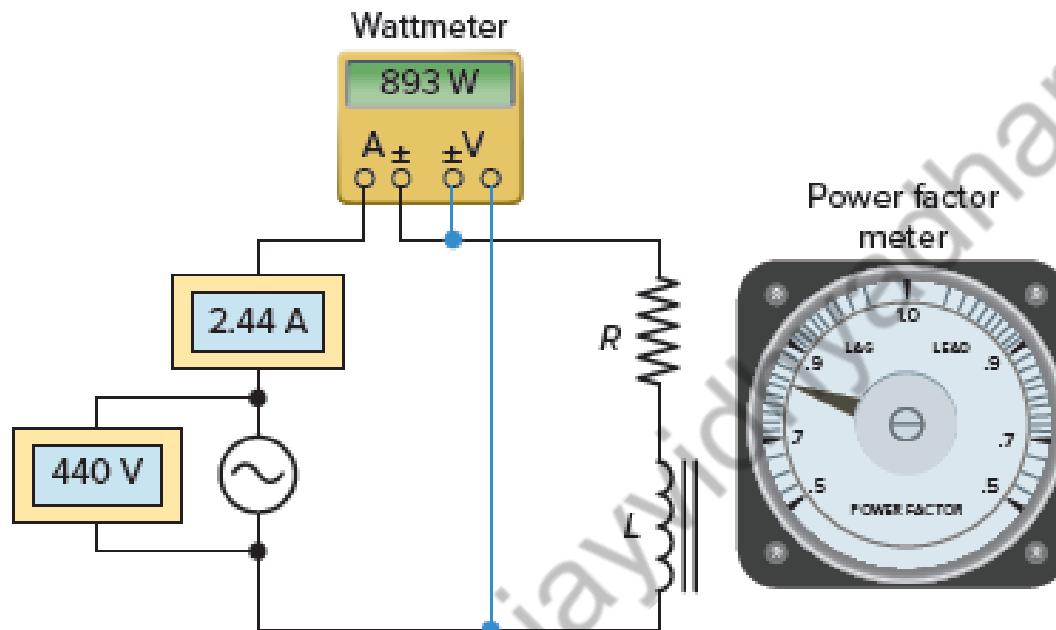 Wattmeter
893 W
A ± ±V
Power factor
meter
2.44 A
R
440 V
L
1.0
LAG LEAD
.9 .9
.7 .7
.5 .5
POWER FACTOR